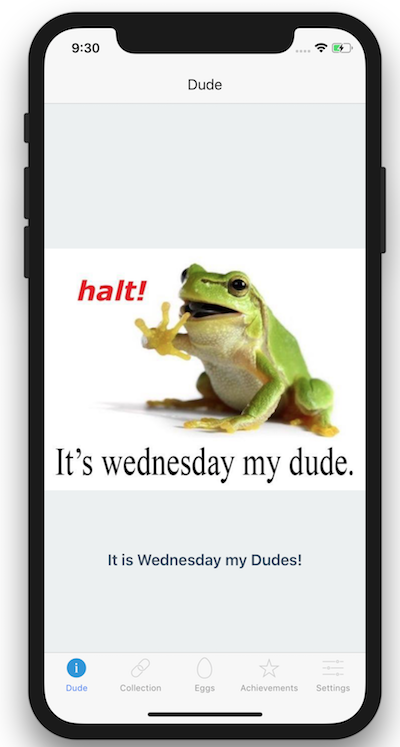 9:30
Dude
halt!
It's wednesday my dude.
It is Wednesday my Dudes!
Dude
Collection
Eggs
Achievements
Settings